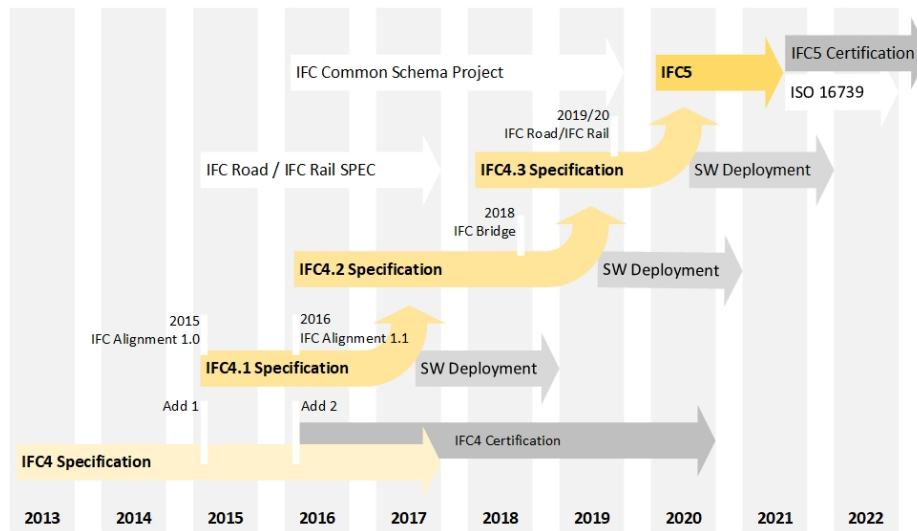 IFC5 Certification
IFC Common Schema Project
IFC5
ISO 16739
2019/20
IFC Road/IFC Rail
IFC Road / IFC Rail SPEC
IFC4.3 Specification
SW Deployment
2018
IFC Bridge
IFC4.2 Specification
SW Deployment
2015
IFC Alignment 1.0
2016
IFC Alignment 1.1
IFC4.1 Specification
SW Deployment
Add 1
Add 2
IFC4 Certification
IFC4 Specification
2013 2014 2015 2016 2017 2018 2019 2020 2021 2022